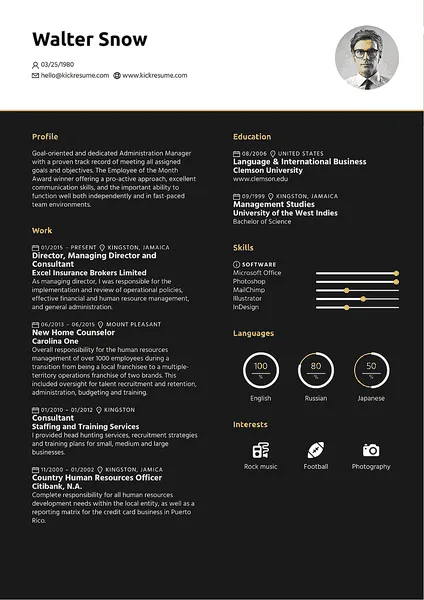 Walter Snow
03/25/1980
hello@kickresume.com www.kickresume.com
Profile
Goal-oriented and dedicated Administration Manager
with a proven track record of meeting all assigned
goals and objectives. The Employee of the Month
Award winner offering a pro-active approach, excellent
communication skills, and the important ability to
function well both independently and in fast-paced
team environments.
Work
01/2015 – PRESENT KINGSTON, JAMAICA
Director, Managing Director and
Consultant
Excel Insurance Brokers Limited
As managing director, I was responsible for the
implementation and review of operational policies,
effective financial and human resource management,
and general administration.
06/2013 – 06/2015 MOUNT PLEASANT
New Home Counselor
Carolina One
Overall responsibility for the human resources
management of over 1000 employees during a
transition from being a local franchisee to a multiple-
territory operations franchise of two brands. This
included oversight for talent recruitment and retention,
administration, budgeting and training.
01/2010 – 01/2012 KINGSTON
Consultant
Staffing and Training Services
I provided head hunting services, recruitment strategies
and training plans for small, medium and large
businesses.
11/2000 – 01/2002 KINGSTON, JAMICA
Country Human Resources Officer
Citibank, N.A.
Complete responsibility for all human resources
development needs within the local entity, as well as a
reporting matrix for the credit card business in Puerto
Rico.
Education
08/2006 UNITED STATES
Language & International Business
Clemson University
www.clemson.edu
09/1999 KINGSTON, JAMAICA
Management Studies
University of the West Indies
Bachelor of Science
Skills
SOFTWARE
Microsoft Office
Photoshop
MailChimp
Illustrator
InDesign
Languages
100 80 50
% % %
English Russian Japanese
Interests
Rock music Football Photography